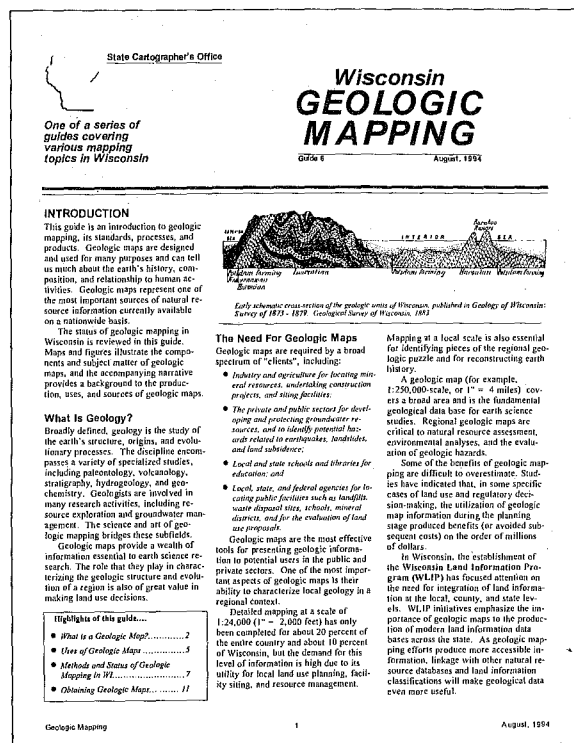 State Cartographer's Office
One of a series of
guides covering
various mapping
topics in Wisconsin
Wisconsin
GEOLOGIC
MAPPING
Guide 6 August, 1994
INTRODUCTION
This guide is an introduction to geologic
mapping, its standards, processes, and
products. Geologic maps are designed
and used for many purposes and can tell
us much about the earth's history, com-
position, and relationship to human ac-
tivities. Geologic maps represent one of
the most important sources of natural re-
source information currently available
on a nationwide basis.
The status of geologic mapping in
Wisconsin is reviewed in this guide.
Maps and figures illustrate the compo-
nents and subject matter of geologic
maps, and the accompanying narrative
provides a background to the produc-
tion, uses, and sources of geologic maps.
What is Geology?
Broadly defined, geology is the study of
the earth's structure, origins, and evolu-
tionary processes. The discipline encom-
passes a variety of specialized studies,
including paleontology, volcanology,
stratigraphy, hydrogeology, and geo-
chemistry. Geologists are involved in
many research activities, including re-
source exploration and groundwater man-
agement. The science and art of geo-
logic mapping bridges these subfields.
Geologic maps provide a wealth of
information essential to earth science re-
search. The role that they play in charac-
terizing the geologic structure and evolu-
tion of a region is also of great value in
making land use decisions.
Highlights of this guide....
● What is a Geologic Map?............2
● Uses of Geologic Maps ..............5
● Methods and Status of Geologic
Mapping in WI.........................7
● Obtaining Geologic Maps......... 11
INTERIOR SEA
Baraboo
Ranges
Early schematic cross-section of the geologic units of Wisconsin, published in Geology of Wisconsin:
Survey of 1873 - 1879. Geological Survey of Wisconsin, 1883
The Need For Geologic Maps
Geologic maps are required by a broad
spectrum of "clients", including:
● Industry and agriculture for locating min-
eral resources, undertaking construction
projects, and siting facilities;
● The private and public sectors for devel-
oping and protecting groundwater re-
sources, and to identify potential haz-
ards related to earthquakes, landslides,
and land subsidence;
● Local and state schools and libraries for
education; and
● Local, state, and federal agencies for lo-
cating public facilities such as landfills,
waste disposal sites, schools, mineral
districts, and for the evaluation of land
use proposals.
Geologic maps are the most effective
tools for presenting geologic informa-
tion to potential users in the public and
private sectors. One of the most impor-
tant aspects of geologic maps is their
ability to characterize local geology in a
regional context.
Detailed mapping at a scale of
1:24,000 (1" = 2,000 feet) has only
been completed for about 20 percent of
the entire country and about 10 percent
of Wisconsin, but the demand for this
level of information is high due to its
utility for local land use planning, facil-
ity siting, and resource management.
Mapping at a local scale is also essential
for identifying pieces of the regional geo-
logic puzzle and for reconstructing earth
history.
A geologic map (for example,
1:250,000-scale, or 1" = 4 miles) cov-
ers a broad area and is the fundamental
geological data base for earth science
studies. Regional geologic maps are
critical to natural resource assessment,
environmental analyses, and the evalua-
tion of geologic hazards.
Some of the benefits of geologic map-
ping are difficult to overestimate. Stud-
ies have indicated that, in some specific
cases of land use and regulatory deci-
sion-making, the utilization of geologic
map information during the planning
stage produced benefits (or avoided sub-
sequent costs) on the order of millions
of dollars.
In Wisconsin, the establishment of
the Wisconsin Land Information Pro-
gram (WLIP) has focused attention on
the need for integration of land informa-
tion at the local, county, and state lev-
els. WLIP initiatives emphasize the im-
portance of geologic maps to the produc-
tion of modern land information data
bases across the state. As geologic map-
ping efforts produce more accessible in-
formation, linkage with other natural re-
source databases and land information
classifications will make geological data
even more useful.
Geologic Mapping 1 August, 1994